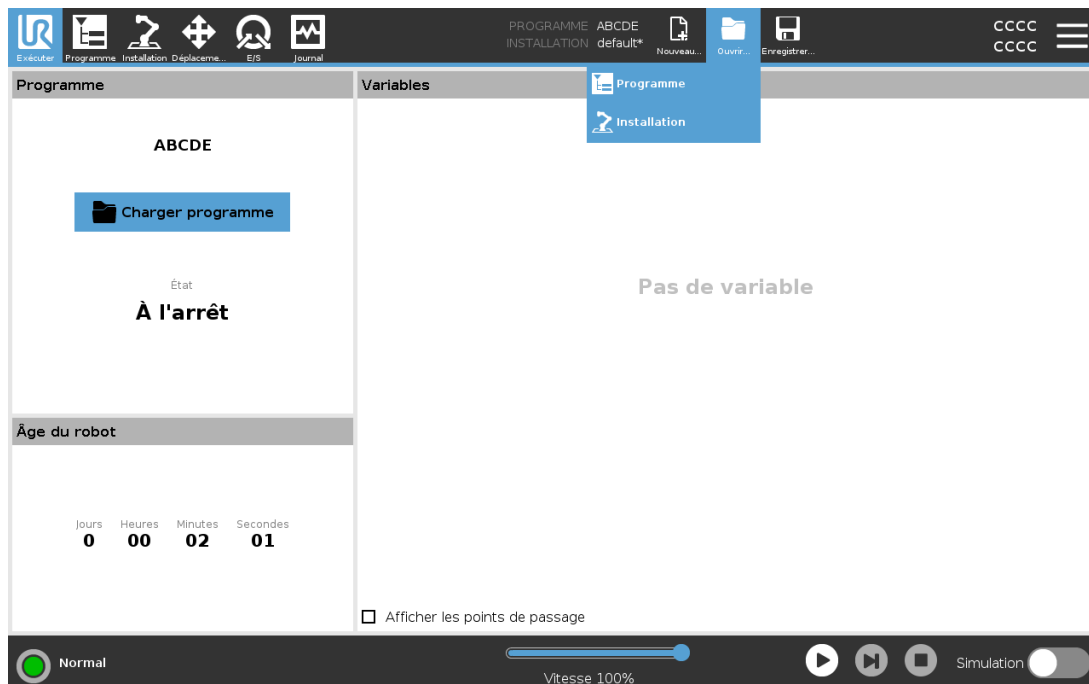 PROGRAMME ABCDE
INSTALLATION default*
CCCC
CCCC
Exécuter Programme Installation Déplaceme... E/S Journal Nouveau... Ouvrir... Enregistrer...
Programme
Variables
Programme
Installation
ABCDE
Charger programme
État
À l'arrêt
Pas de variable
Âge du robot
Jours Heures Minutes Secondes
0 00 02 01
Afficher les points de passage
Normal
Vitesse 100%
Simulation